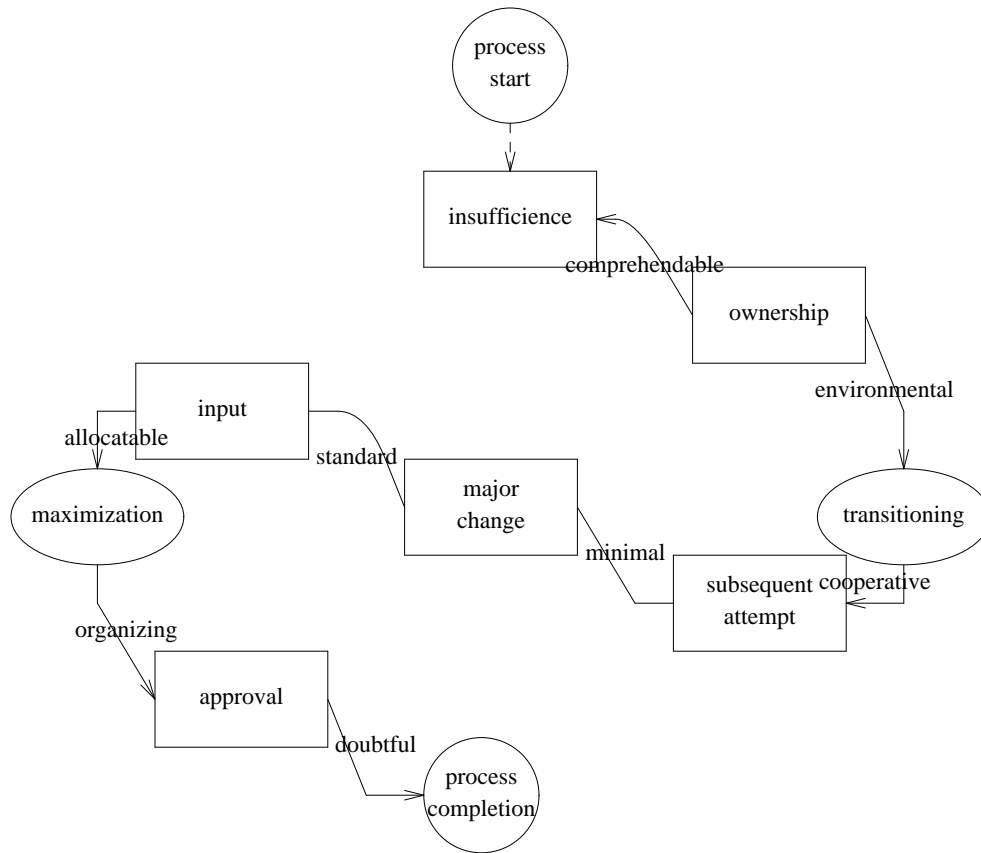 process
start
insufficience
comprehendable
ownership
environmental
input
allocatable
standard
major
change
maximization
transitioning
minimal
subsequent
attempt
cooperative
organizing
approval
doubtful
process
completion